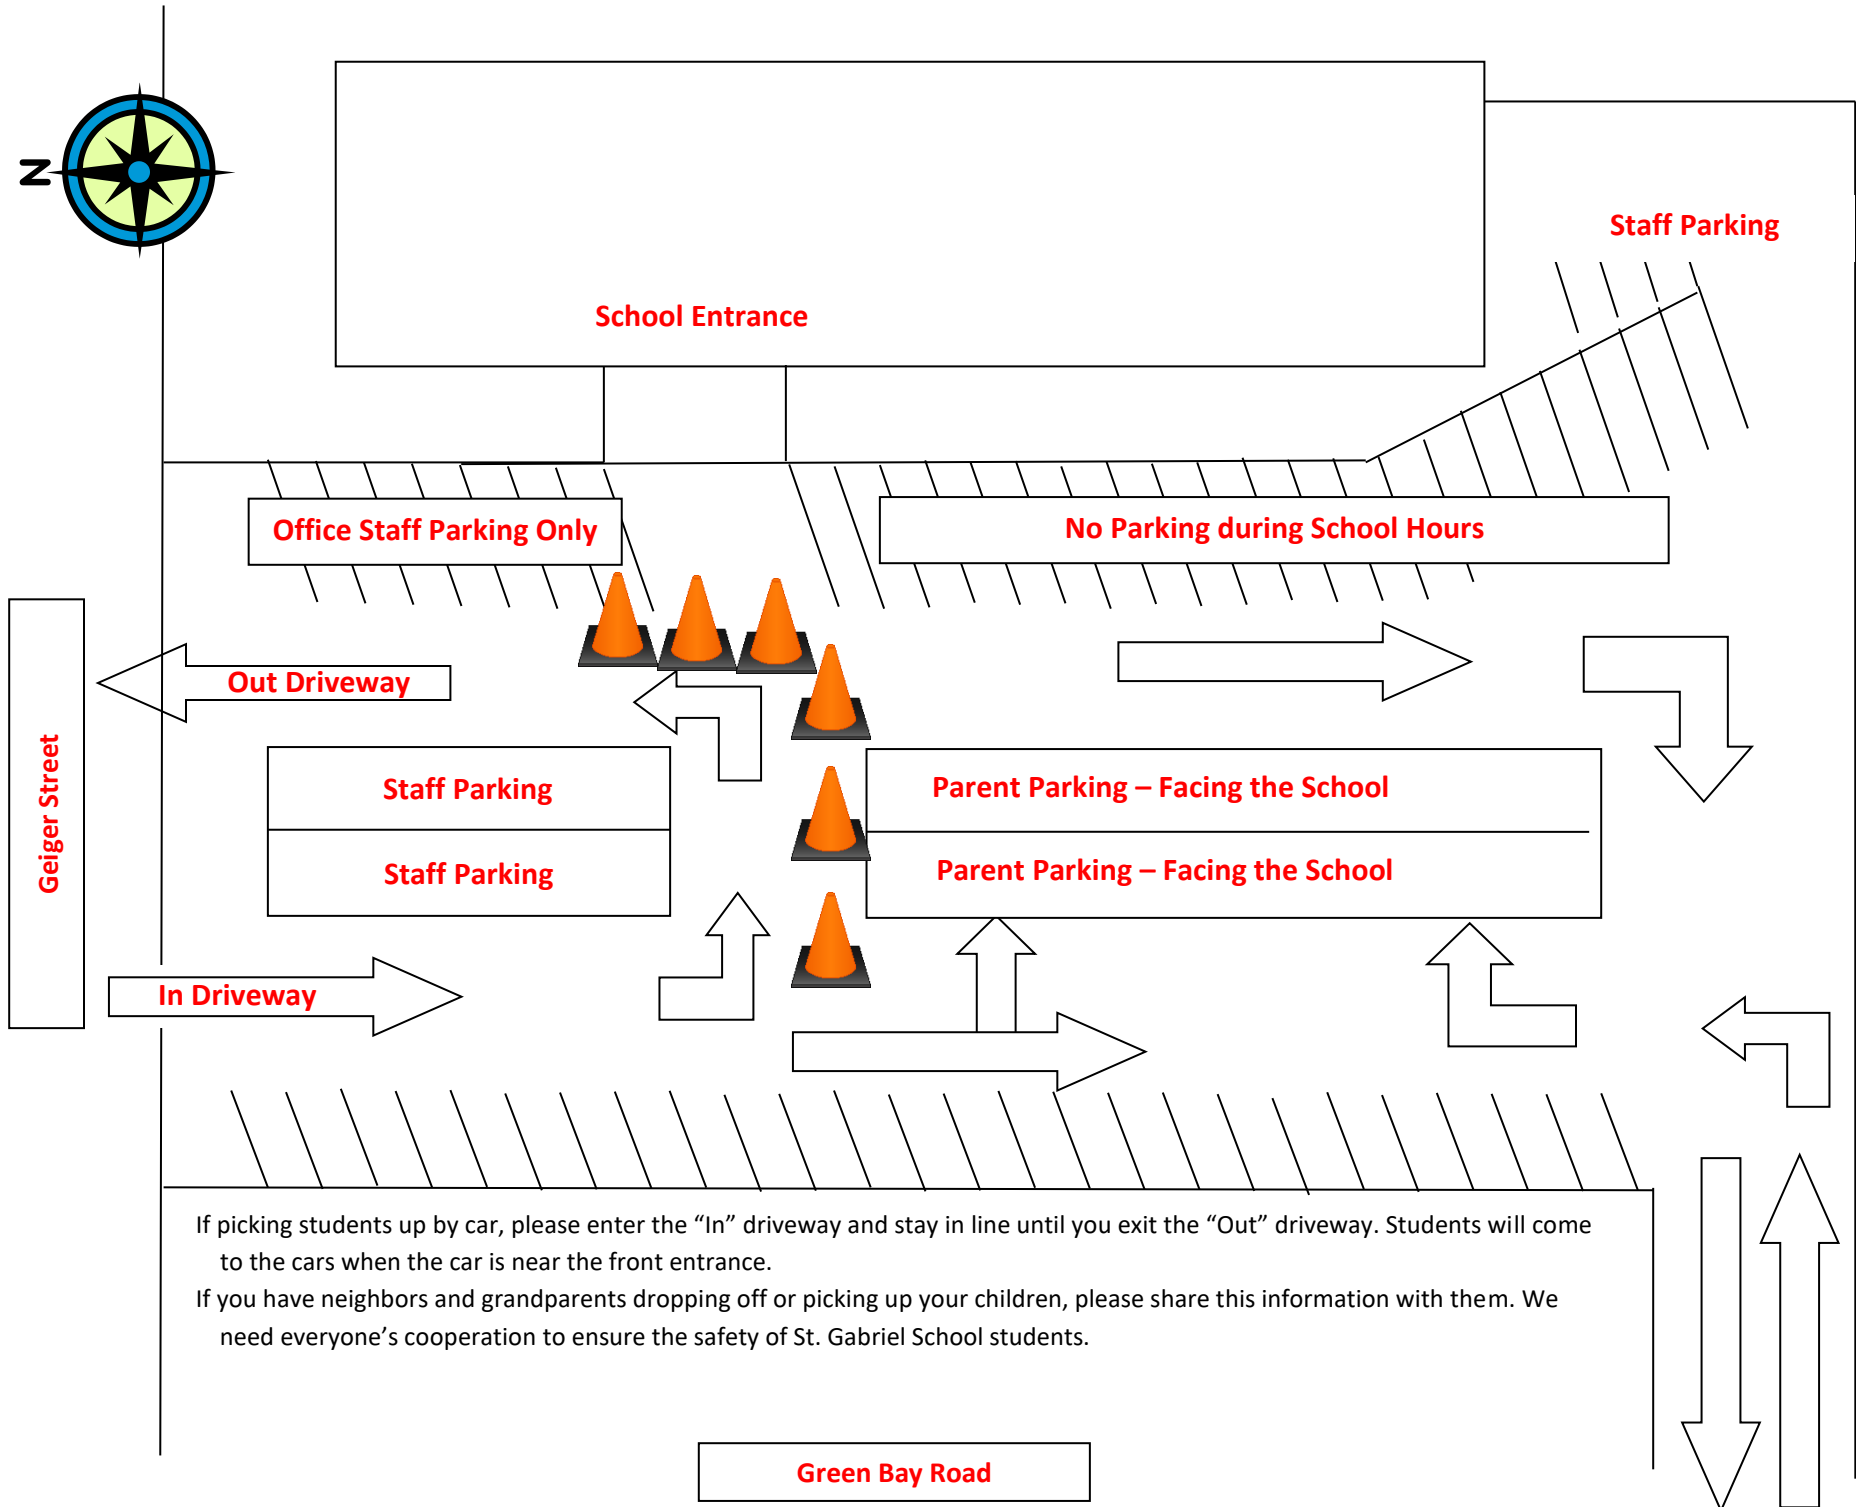 N
Staff Parking
School Entrance
Office Staff Parking Only
No Parking during School Hours
Out Driveway
Geiger Street
Staff Parking
Parent Parking – Facing the School
Staff Parking
Parent Parking – Facing the School
In Driveway
If picking students up by car, please enter the “In” driveway and stay in line until you exit the “Out” driveway. Students will come
to the cars when the car is near the front entrance.
If you have neighbors and grandparents dropping off or picking up your children, please share this information with them. We
need everyone’s cooperation to ensure the safety of St. Gabriel School students.
Green Bay Road